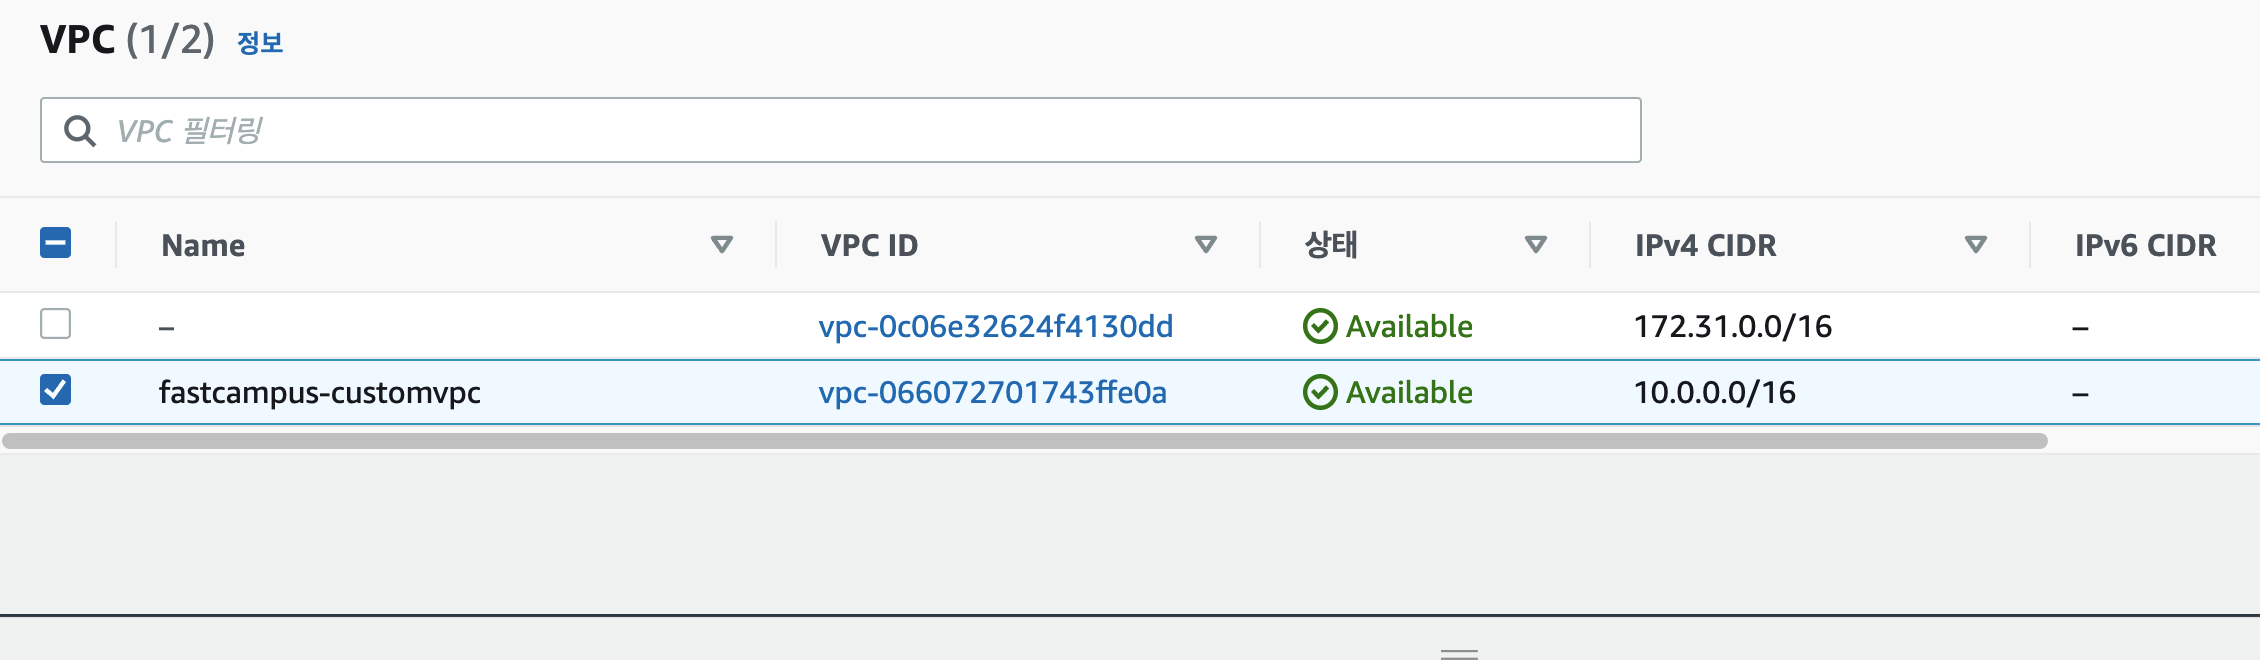 VPC (1/2) 정보
VPC 필터링
Name VPC ID 상태 IPv4 CIDR IPv6 CIDR
– vpc-0c06e32624f4130dd Available 172.31.0.0/16 –
fastcampus-customvpc vpc-066072701743ffe0a Available 10.0.0.0/16 –